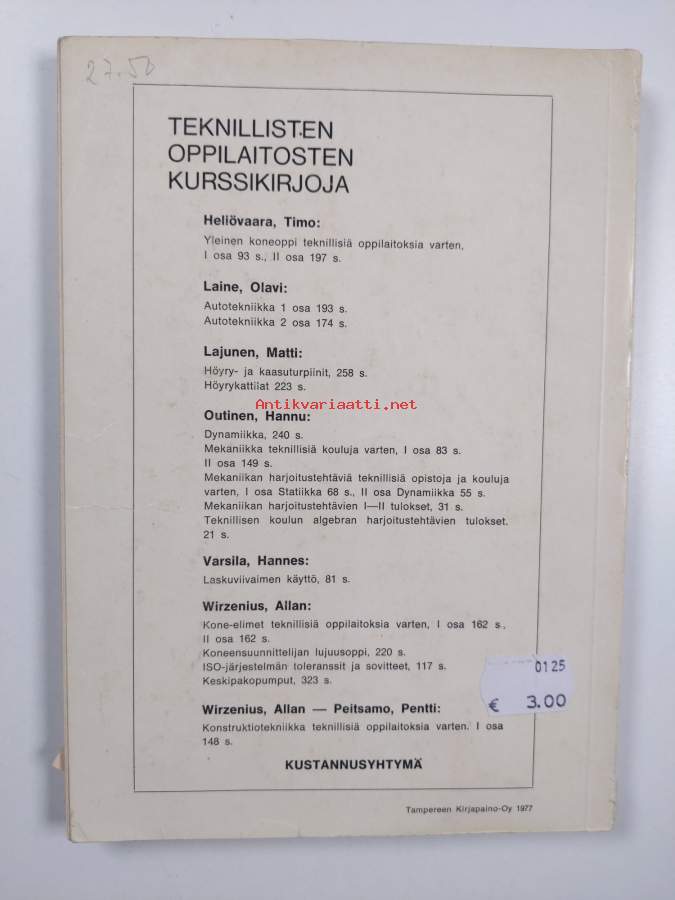 27.50
TEKNILLISTEN
OPPILAITOSTEN
KURSSIKIRJOJA
Heliövaara, Timo:
Yleinen koneoppi teknillisiä oppilaitoksia varten,
I osa 93 s., II osa 197 s.
Laine, Olavi:
Autotekniikka 1 osa 193 s.
Autotekniikka 2 osa 174 s.
Lajunen, Matti:
Höyry- ja kaasuturpiinit, 258 s.
Höyrykattilat 223 s.
Antikvariaatti.net
Outinen, Hannu:
Dynamiikka, 240 s.
Mekaniikka teknillisiä kouluja varten, I osa 83 s.
II osa 149 s.
Mekaniikan harjoitustehtäviä teknillisiä opistoja ja kouluja
varten, I osa Statiikka 68 s., II osa Dynamiikka 55 s.
Mekaniikan harjoitustehtävien I—II tulokset, 31 s.
Teknillisen koulun algebran harjoitustehtävien tulokset.
21 s.
Varsila, Hannes:
Laskuviivaimen käyttö, 81 s.
Wirzenius, Allan:
Kone-elimet teknillisiä oppilaitoksia varten, I osa 162 s.,
II osa 162 s.
Koneensuunnittelijan lujuusoppi, 220 s.
ISO-järjestelmän toleranssit ja sovitteet, 117 s.
Keskipakopumput, 323 s.
0125
€ 3.00
Wirzenius, Allan — Peitsamo, Pentti:
Konstruktiotekniikka teknillisiä oppilaitoksia varten. I osa
148 s.
KUSTANNUSYHTYMÄ
Tampereen Kirjapaino-Oy 1977